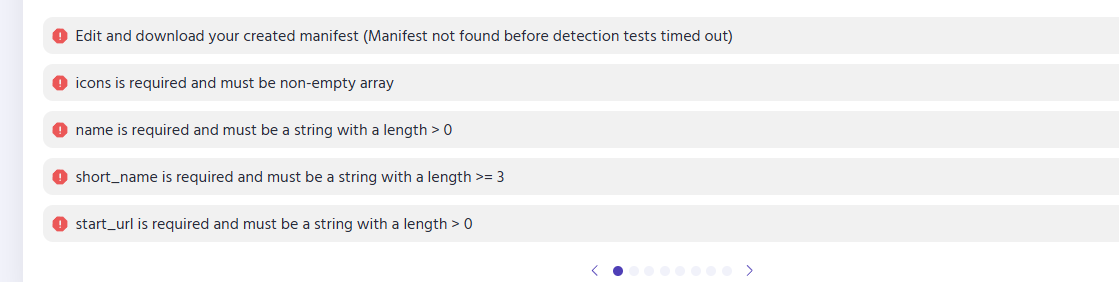 Edit and download your created manifest (Manifest not found before detection tests timed out)
icons is required and must be non-empty array
name is required and must be a string with a length > 0
short_name is required and must be a string with a length >= 3
start_url is required and must be a string with a length > 0